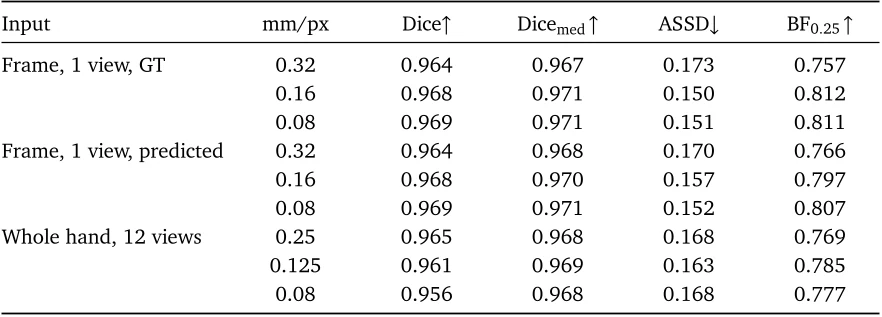 Input mm/px Dice↑ Dice_med↑ ASSD↓ BF_0.25↑
Frame, 1 view, GT 0.32 0.964 0.967 0.173 0.757
0.16 0.968 0.971 0.150 0.812
0.08 0.969 0.971 0.151 0.811
Frame, 1 view, predicted 0.32 0.964 0.968 0.170 0.766
0.16 0.968 0.970 0.157 0.797
0.08 0.969 0.971 0.152 0.807
Whole hand, 12 views 0.25 0.965 0.968 0.168 0.769
0.125 0.961 0.969 0.163 0.785
0.08 0.956 0.968 0.168 0.777